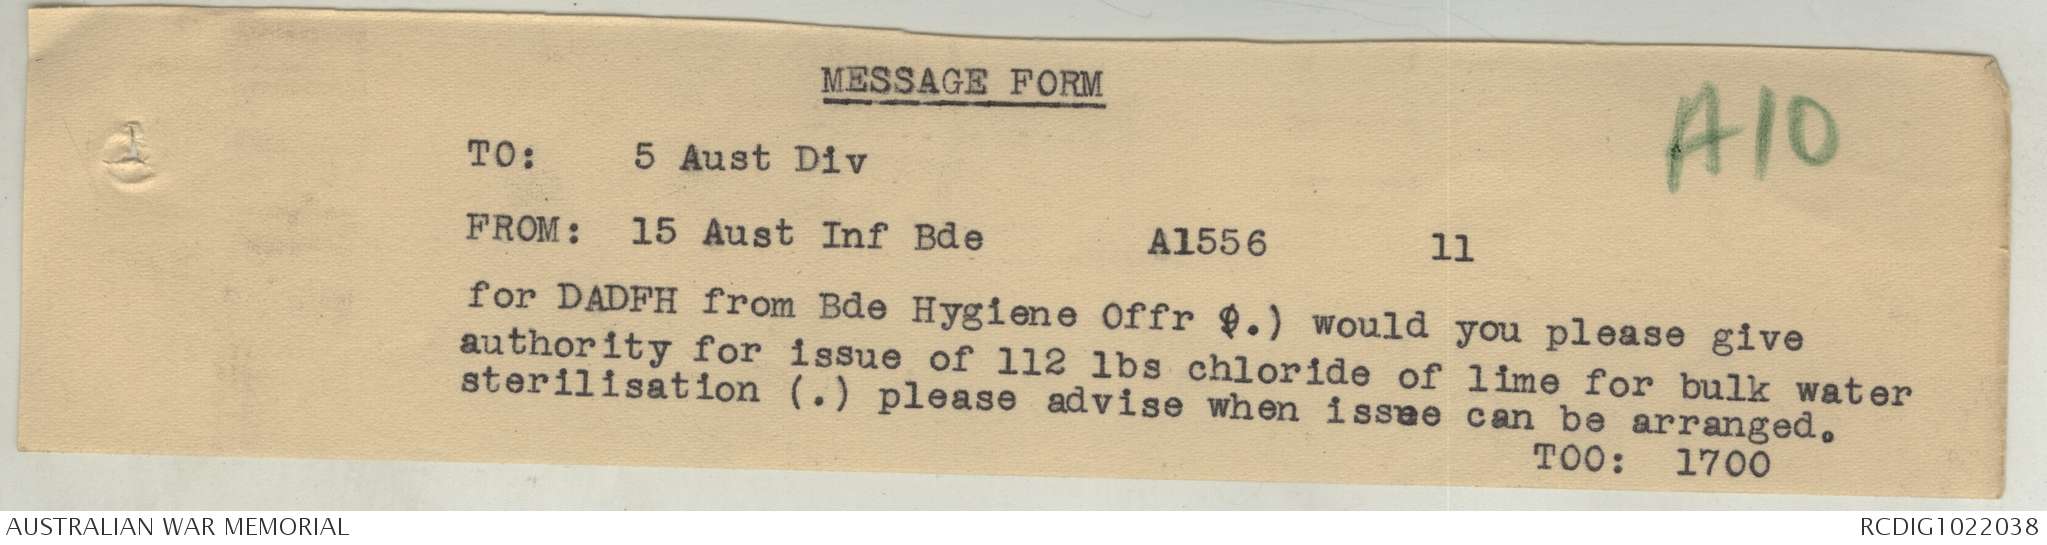 MESSAGE FORM
A10
TO: 5 Aust Div
FROM: 15 Aust Inf Bde A1556 11
for DADFH from Bde Hygiene Offr (.) would you please give
authority for issue of 112 lbs chloride of lime for bulk water
sterilisation (.) please advise when issue can be arranged.
TOO: 1700
AUSTRALIAN WAR MEMORIAL
RCDIG1022038